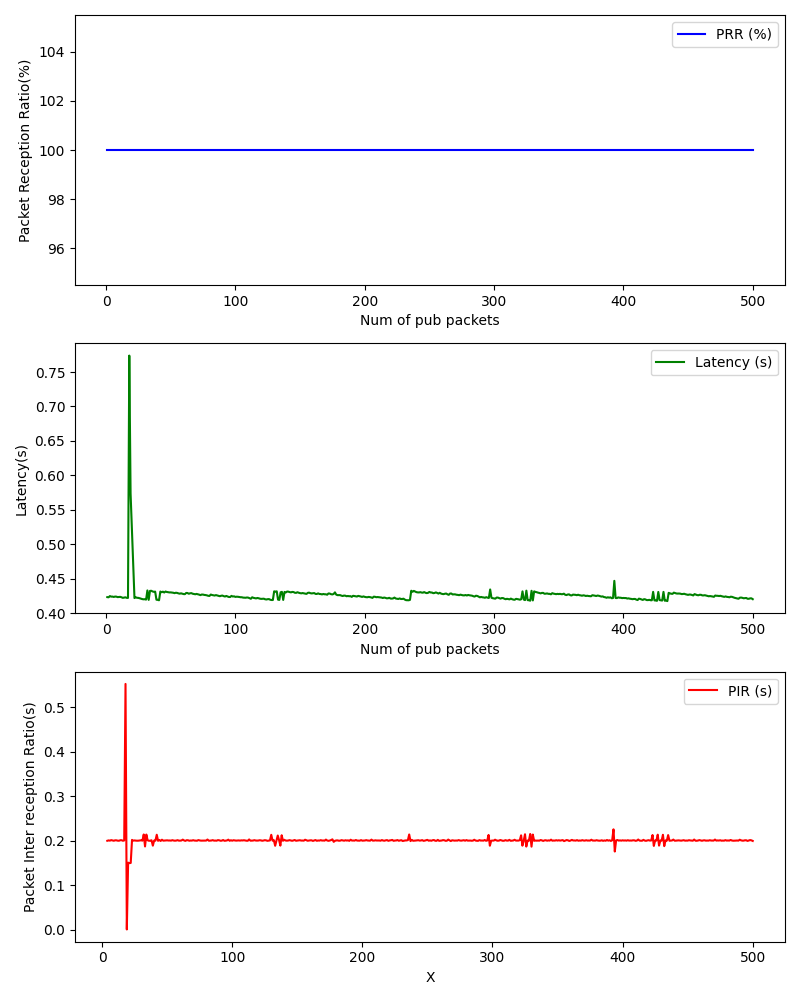 PRR (%)
104
102
100
98
96
Packet Reception Ratio(%)
0 100 200 300 400 500
Num of pub packets
Latency (s)
0.75
0.70
0.65
0.60
0.55
0.50
0.45
0.40
Latency(s)
0 100 200 300 400 500
Num of pub packets
PIR (s)
0.5
0.4
0.3
0.2
0.1
0.0
Packet Inter reception Ratio(s)
0 100 200 300 400 500
X